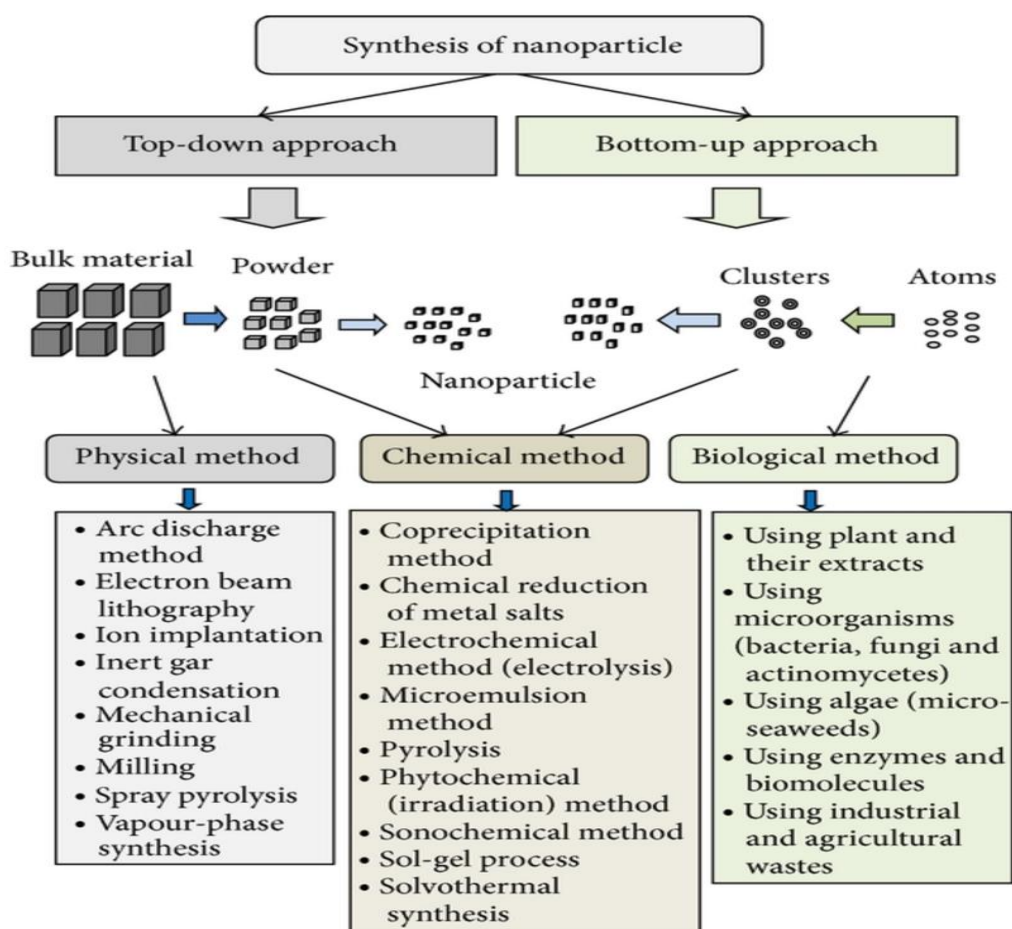 Synthesis of nanoparticle
Top-down approach
Bottom-up approach
Bulk material
Powder
Clusters
Atoms
Nanoparticle
Physical method
Chemical method
Biological method
• Arc discharge
method
• Electron beam
lithography
• Ion implantation
• Inert gar
condensation
• Mechanical
grinding
• Milling
• Spray pyrolysis
• Vapour-phase
synthesis
• Coprecipitation
method
• Chemical reduction
of metal salts
• Electrochemical
method (electrolysis)
• Microemulsion
method
• Pyrolysis
• Phytochemical
(irradiation) method
• Sonochemical method
• Sol-gel process
• Solvothermal
synthesis
• Using plant and
their extracts
• Using
microorganisms
(bacteria, fungi and
actinomycetes)
• Using algae (micro-
seaweeds)
• Using enzymes and
biomolecules
• Using industrial
and agricultural
wastes